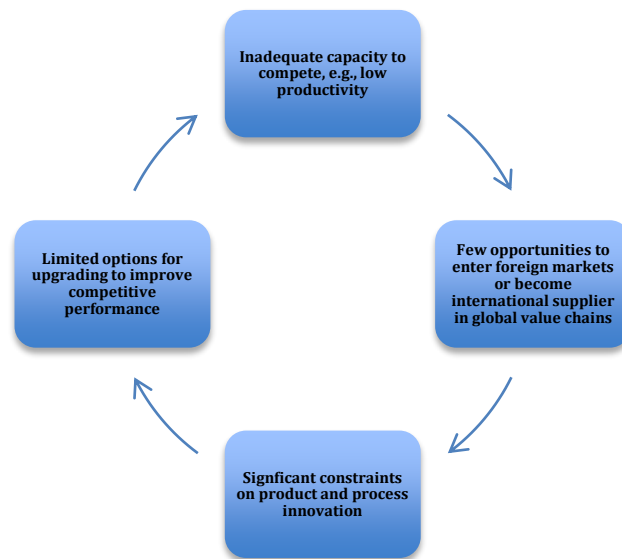 Inadequate capacity to
compete, e.g., low
productivity
Few opportunities to
enter foreign markets
or become
international supplier
in global value chains
Signficant constraints
on product and process
innovation
Limited options for
upgrading to improve
competitive
performance